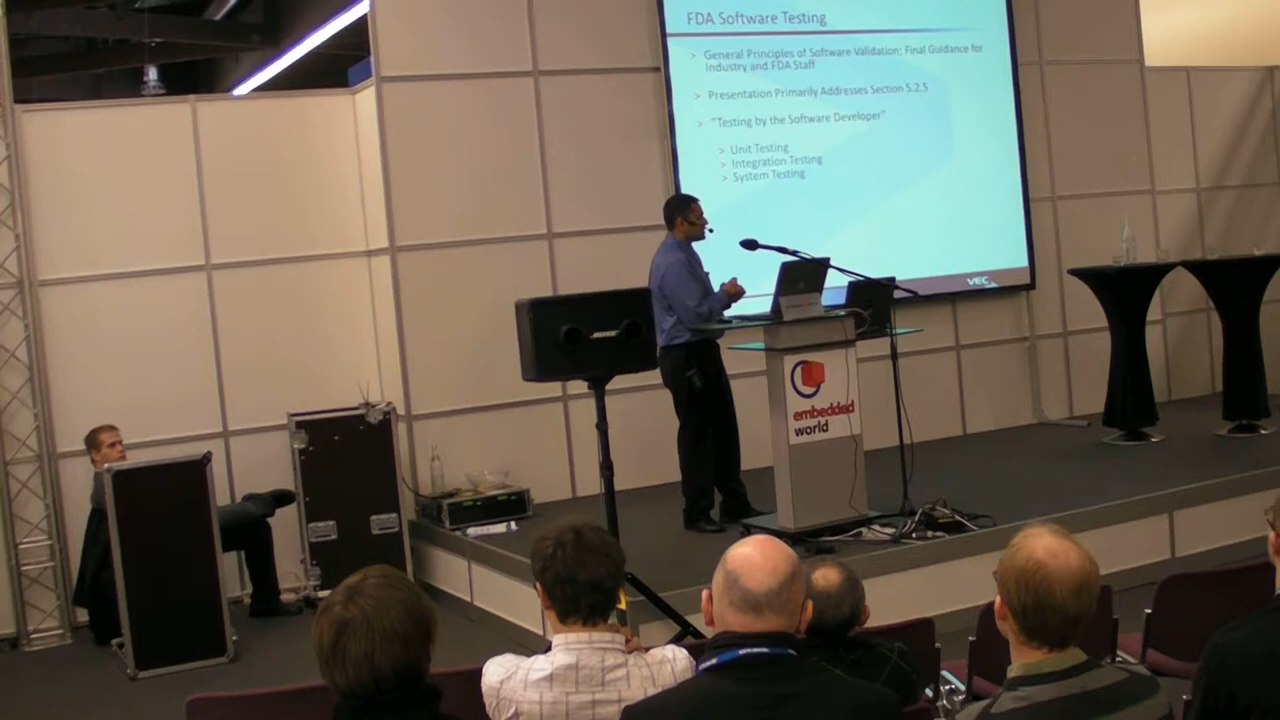 FDA Software Testing
> General Principles of Software Validation; Final Guidance for
Industry and FDA Staff
> Presentation Primarily Addresses Section 5.2.5
> "Testing by the Software Developer"
> Unit Testing
> Integration Testing
> System Testing
VEC
BOSE
embedded
world